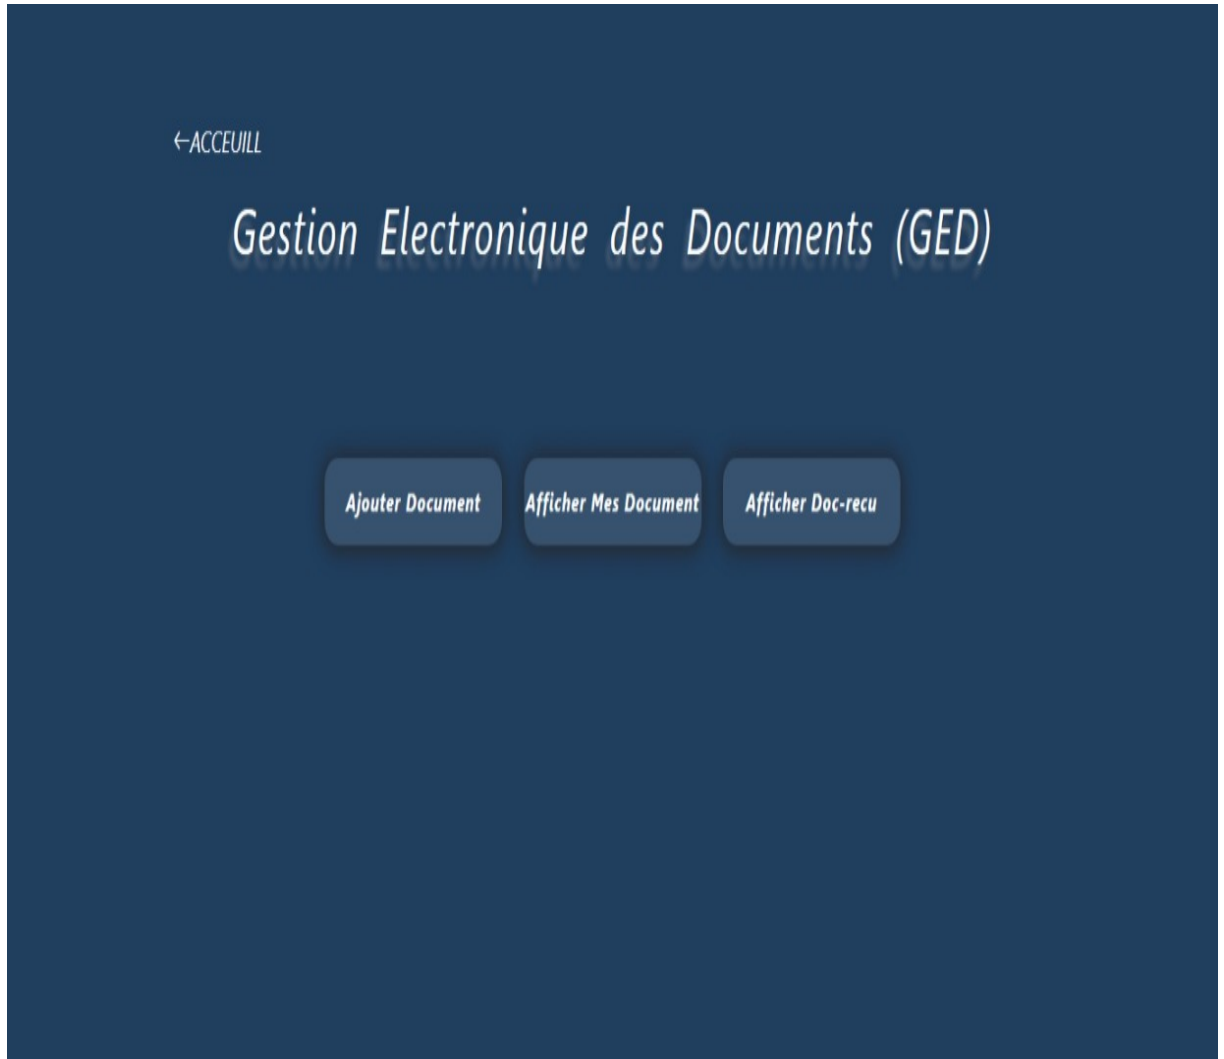 ←ACCEUILL
Gestion Electronique des Documents (GED)
Ajouter Document
Afficher Mes Document
Afficher Doc-recu